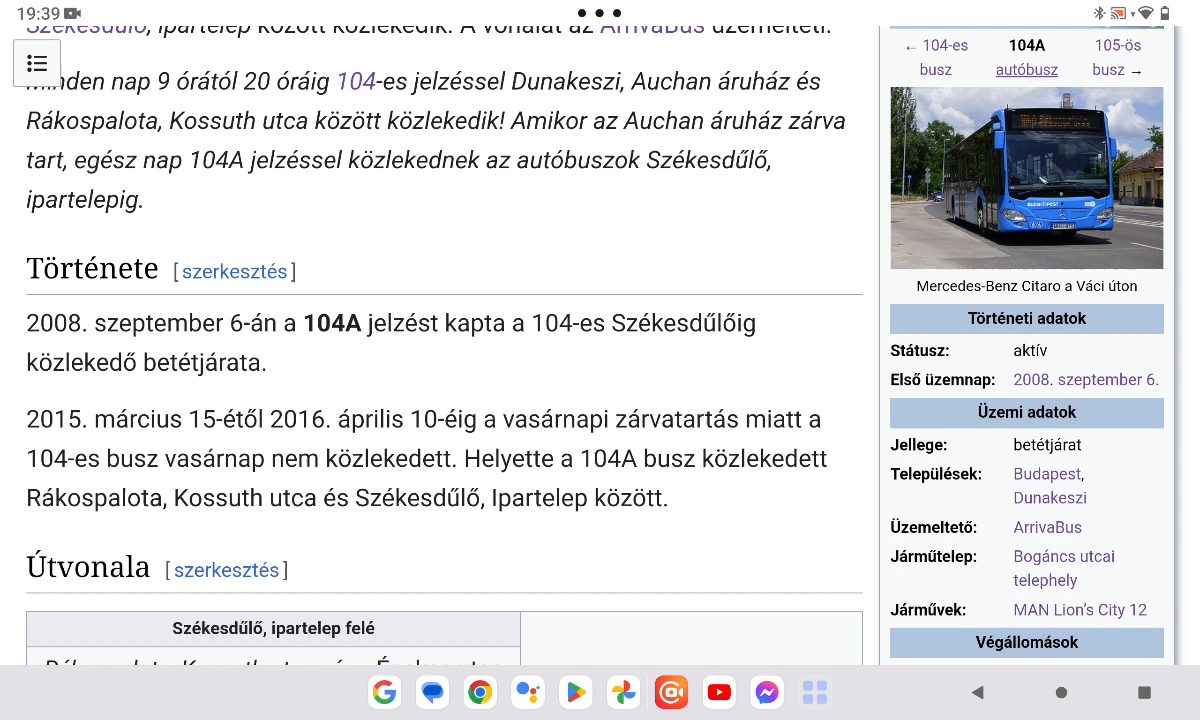 19:39
Székesdűlő, ipartelep között közlekedik. A vonalat az ArrivaBus üzemelteti.
Minden nap 9 órától 20 óráig 104-es jelzéssel Dunakeszi, Auchan áruház és
Rákospalota, Kossuth utca között közlekedik! Amikor az Auchan áruház zárva
tart, egész nap 104A jelzéssel közlekednek az autóbuszok Székesdűlő,
ipartelepig.
Története [szerkesztés]
2008. szeptember 6-án a 104A jelzést kapta a 104-es Székesdűlőig
közlekedő betétjárata.
2015. március 15-étől 2016. április 10-éig a vasárnapi zárvatartás miatt a
104-es busz vasárnap nem közlekedett. Helyette a 104A busz közlekedett
Rákospalota, Kossuth utca és Székesdűlő, Ipartelep között.
Útvonala [szerkesztés]
Székesdűlő, ipartelep felé
← 104-es busz
104A autóbusz
105-ös busz →
BUDAPEST
Mercedes-Benz Citaro a Váci úton
Történeti adatok
Státusz: aktív
Első üzemnap: 2008. szeptember 6.
Üzemi adatok
Jellege: betétjárat
Települések: Budapest,
Dunakeszi
Üzemeltető: ArrivaBus
Járműtelep: Bogáncs utcai
telephely
Járművek: MAN Lion's City 12
Végállomások